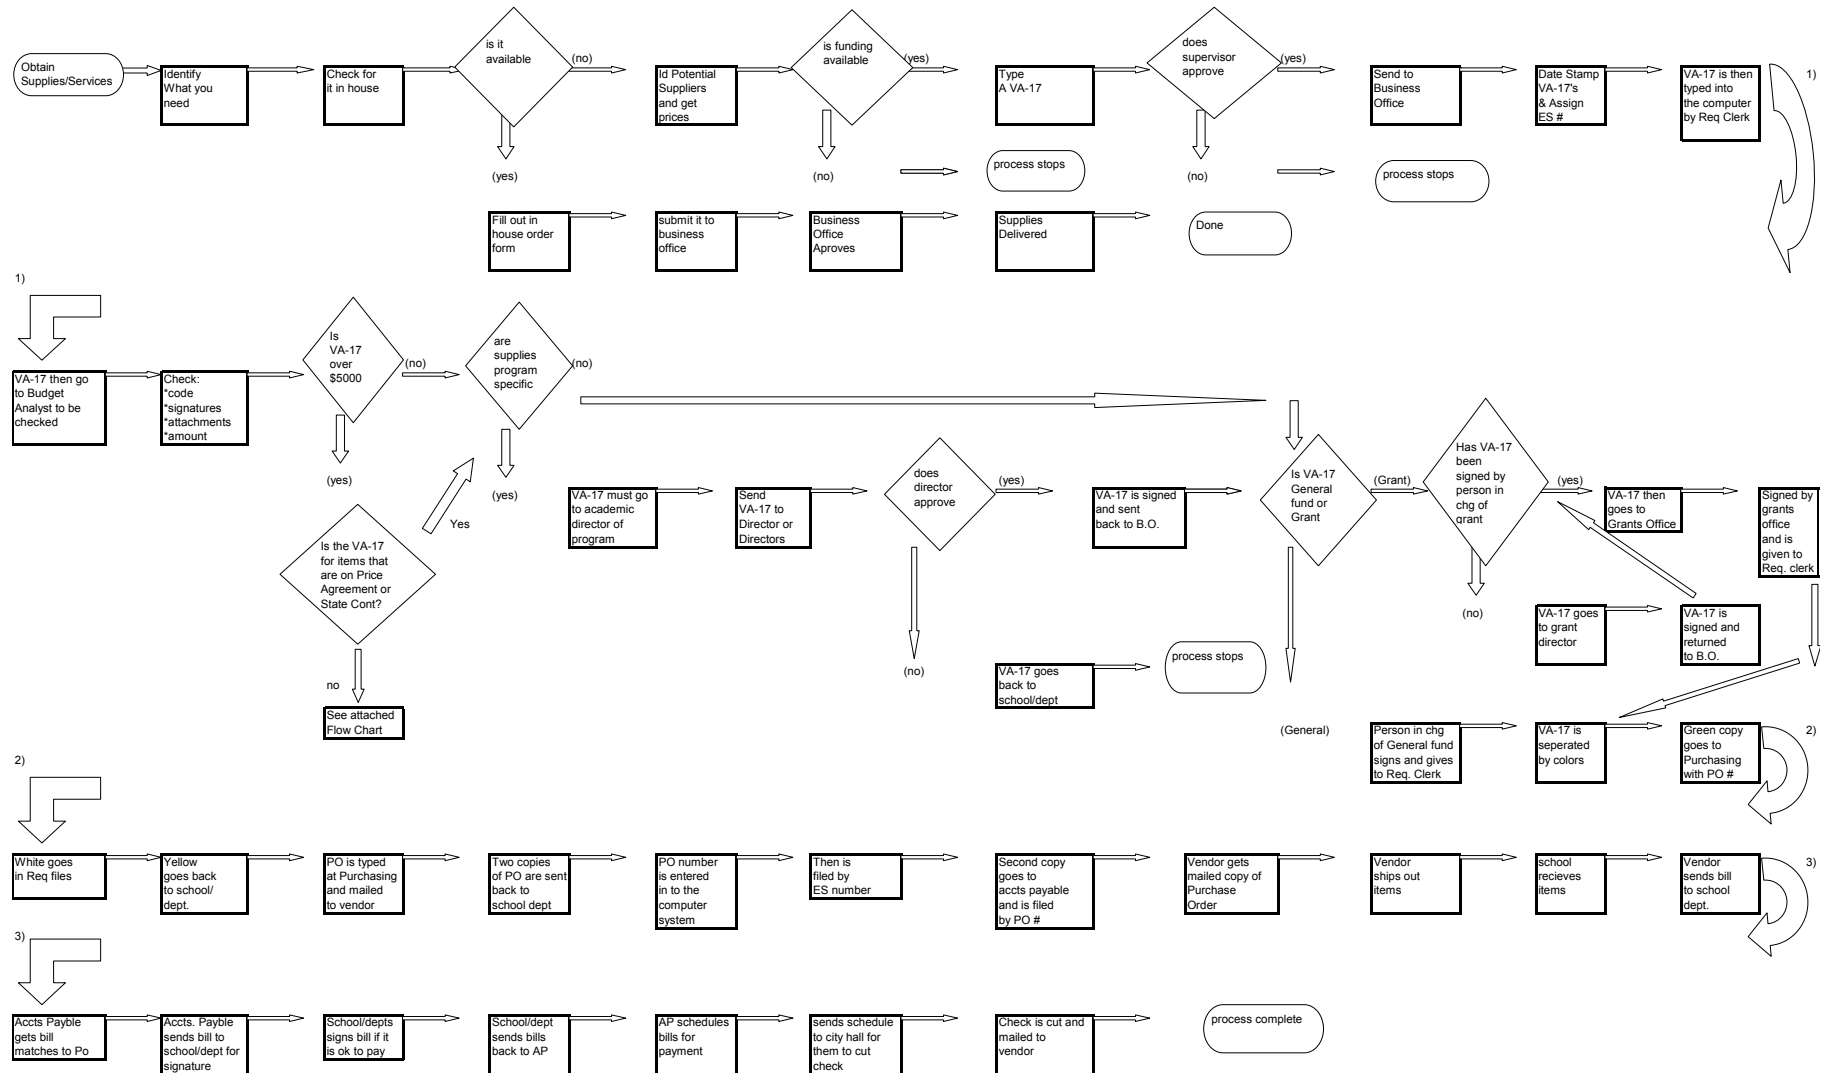 Obtain
Supplies/Services
Identify
What you
need
Check for
it in house
is it
available
(no)
(yes)
Id Potential
Suppliers
and get
prices
is funding
available
(yes)
(no)
process stops
Type
A VA-17
does
supervisor
approve
(yes)
(no)
process stops
Send to
Business
Office
Date Stamp
VA-17's
& Assign
ES #
VA-17 is then
typed into
the computer
by Req Clerk
1)
Fill out in
house order
form
submit it to
business
office
Business
Office
Aproves
Supplies
Delivered
Done
1)
VA-17 then go
to Budget
Analyst to be
checked
Check:
*code
*signatures
*attachments
*amount
Is
VA-17
over
$5000
(no)
(yes)
are
supplies
program
specific
(no)
(yes)
Is the VA-17
for items that
are on Price
Agreement or
State Cont?
Yes
no
See attached
Flow Chart
VA-17 must go
to academic
director of
program
Send
VA-17 to
Director or
Directors
does
director
approve
(yes)
(no)
VA-17 is signed
and sent
back to B.O.
VA-17 goes
back to
school/dept
process stops
Is VA-17
General
fund or
Grant
(Grant)
(General)
Has VA-17
been
signed by
person in
chg of
grant
(yes)
(no)
VA-17 then
goes to
Grants Office
Signed by
grants
office
and is
given to
Req. clerk
VA-17 goes
to grant
director
VA-17 is
signed and
returned
to B.O.
Person in chg
of General fund
signs and gives
to Req. Clerk
VA-17 is
seperated
by colors
Green copy
goes to
Purchasing
with PO #
2)
2)
White goes
in Req files
Yellow
goes back
to school/
dept.
PO is typed
at Purchasing
and mailed
to vendor
Two copies
of PO are sent
back to
school dept
PO number
is entered
in to the
computer
system
Then is
filed by
ES number
Second copy
goes to
accts payable
and is filed
by PO #
Vendor gets
mailed copy of
Purchase
Order
Vendor
ships out
items
school
recieves
items
Vendor
sends bill
to school
dept.
3)
3)
Accts Payble
gets bill
matches to Po
Accts. Payble
sends bill to
school/dept for
signature
School/depts
signs bill if it
is ok to pay
School/dept
sends bills
back to AP
AP schedules
bills for
payment
sends schedule
to city hall for
them to cut
check
Check is cut and
mailed to
vendor
process complete